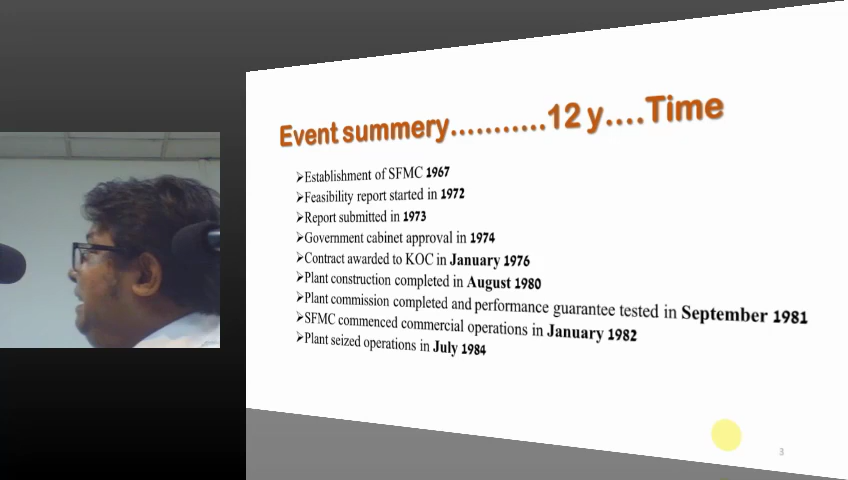 Event summery...........12 y....Time
➢Establishment of SFMC 1967
➢Feasibility report started in 1972
➢Report submitted in 1973
➢Government cabinet approval in 1974
➢Contract awarded to KOC in January 1976
➢Plant construction completed in August 1980
➢Plant commission completed and performance guarantee tested in September 1981
➢SFMC commenced commercial operations in January 1982
➢Plant seized operations in July 1984
3